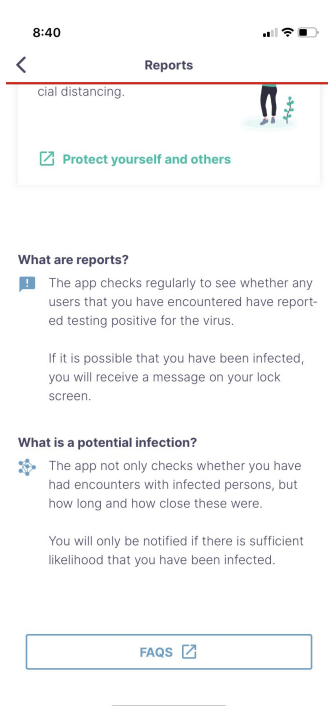 8:40
Reports
cial distancing.
Protect yourself and others
What are reports?
The app checks regularly to see whether any
users that you have encountered have report-
ed testing positive for the virus.
If it is possible that you have been infected,
you will receive a message on your lock
screen.
What is a potential infection?
The app not only checks whether you have
had encounters with infected persons, but
how long and how close these were.
You will only be notified if there is sufficient
likelihood that you have been infected.
FAQS